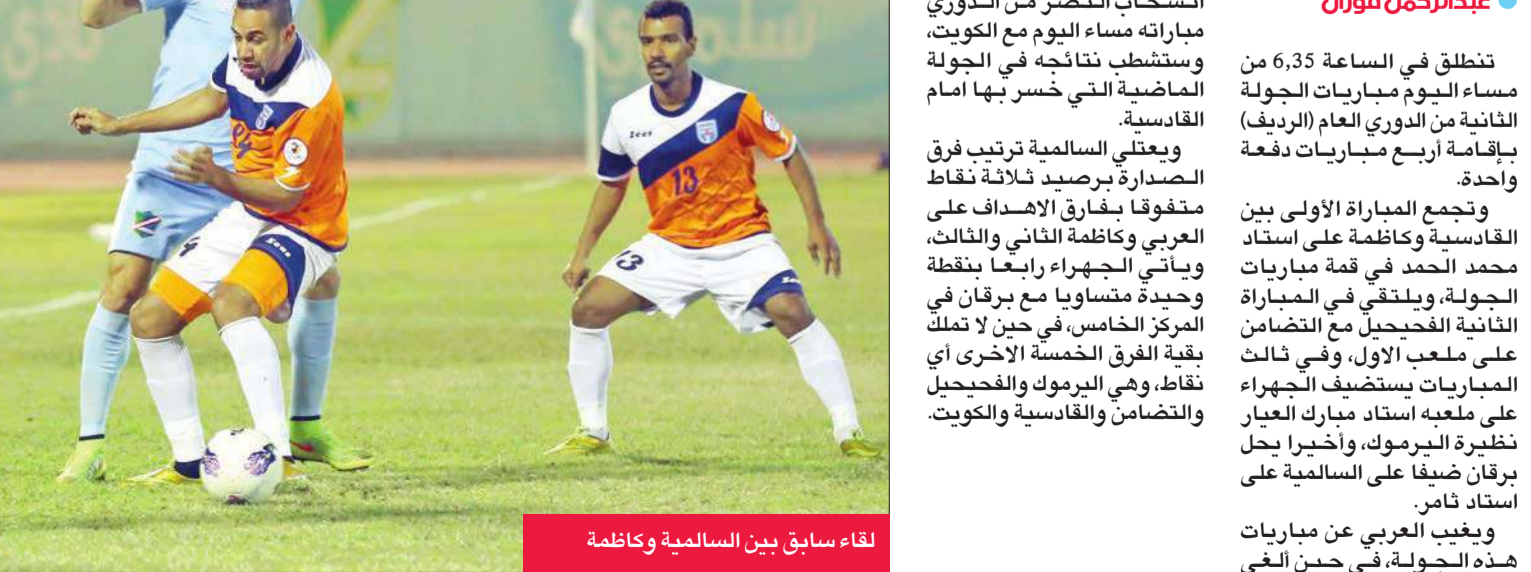 عبدالرحمن فوزان
تنطلق في الساعة 6,35 من
مساء اليوم مباريات الجولة
الثانية من الدوري العام (الرديف)
بإقامة أربع مباريات دفعة
واحدة.
وتجمع المباراة الأولى بين
القادسية وكاظمة على استاد
محمد الحمد في قمة مباريات
الجولة، ويلتقي في المباراة
الثانية الفحيحيل مع التضامن
على ملعب الاول، وفي ثالث
المباريات يستضيف الجهراء
على ملعبه استاد مبارك العيار
نظيرة اليرموك، وأخيرا يحل
برقان ضيفا على السالمية على
استاد ثامر.
ويغيب العربي عن مباريات
هذه الجولة، في حين ألغى
انسحاب النصر من الدوري
مباراته مساء اليوم مع الكويت،
وستشطب نتائجه في الجولة
الماضية التي خسر بها امام
القادسية.
ويعتلي السالمية ترتيب فرق
الصدارة برصيد ثلاثة نقاط
متفوقا بفارق الاهداف على
العربي وكاظمة الثاني والثالث،
ويأتي الجهراء رابعا بنقطة
وحيدة متساويا مع برقان في
المركز الخامس، في حين لا تملك
بقية الفرق الخمسة الاخرى أي
نقاط، وهي اليرموك والفحيحيل
والتضامن والقادسية والكويت.
13
13
4
لقاء سابق بين السالمية وكاظمة